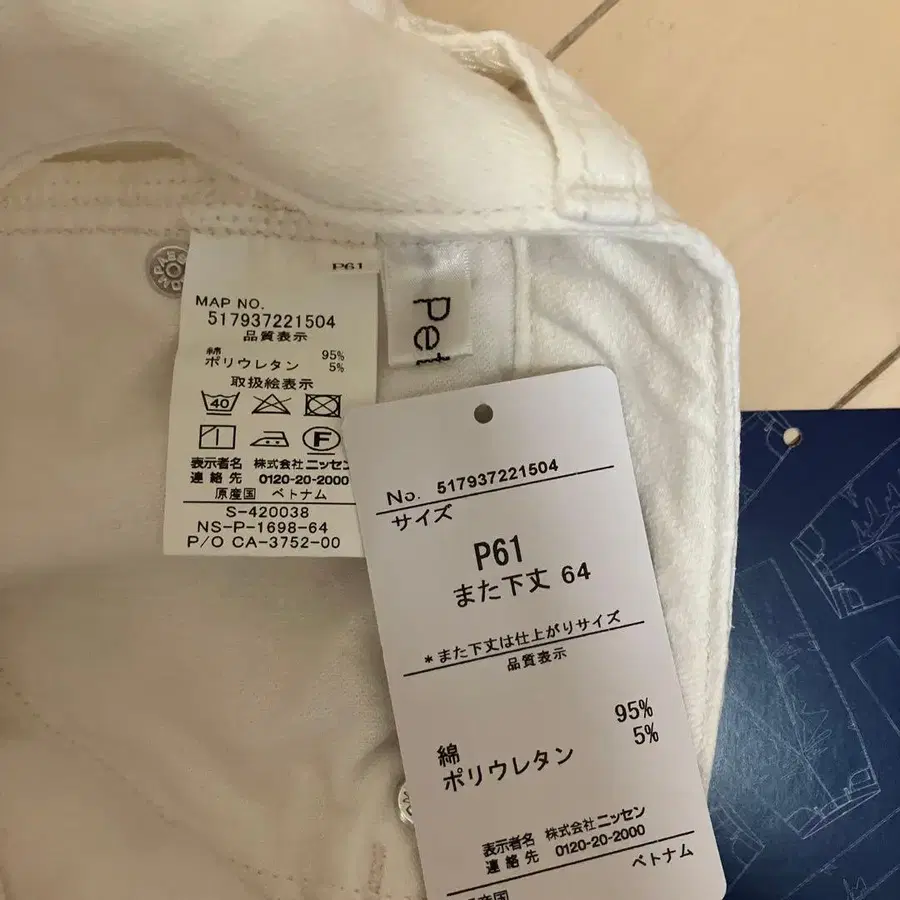 P61
MAP NO.
517937221504
品質表示
綿 95%
ポリウレタン 5%
取扱絵表示
40
F
表示者名 株式会社ニッセン
連絡先 0120-20-2000
原産国 ベトナム
S-420038
NS-P-1698-64
P/O CA-3752-00
Pet
No. 517937221504
サイズ
P61
また下丈 64
*また下丈は仕上がりサイズ
品質表示
綿 95%
ポリウレタン 5%
表示者名 株式会社ニッセン
連絡先 0120-20-2000
ベトナム